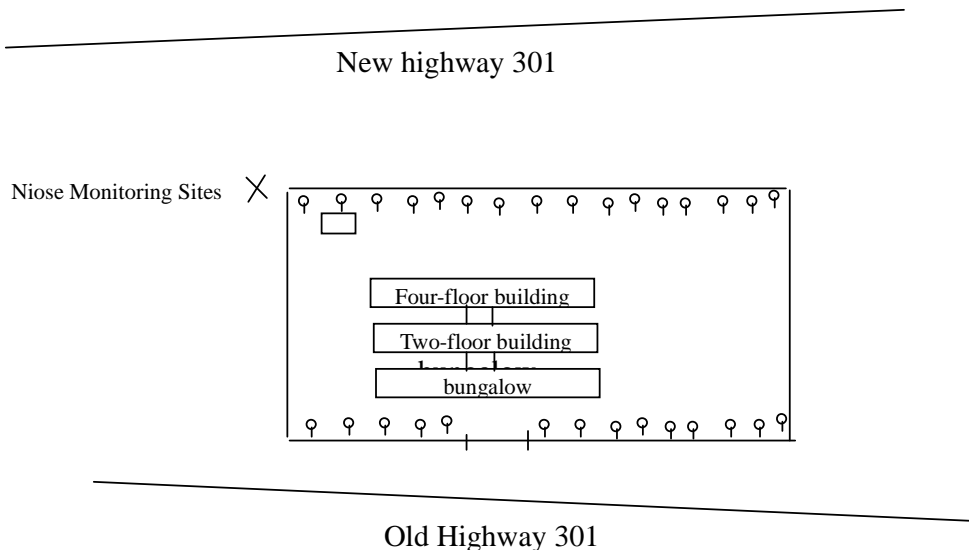 New highway 301
Niose Monitoring Sites
Four-floor building
Two-floor building
bungalow
Old Highway 301